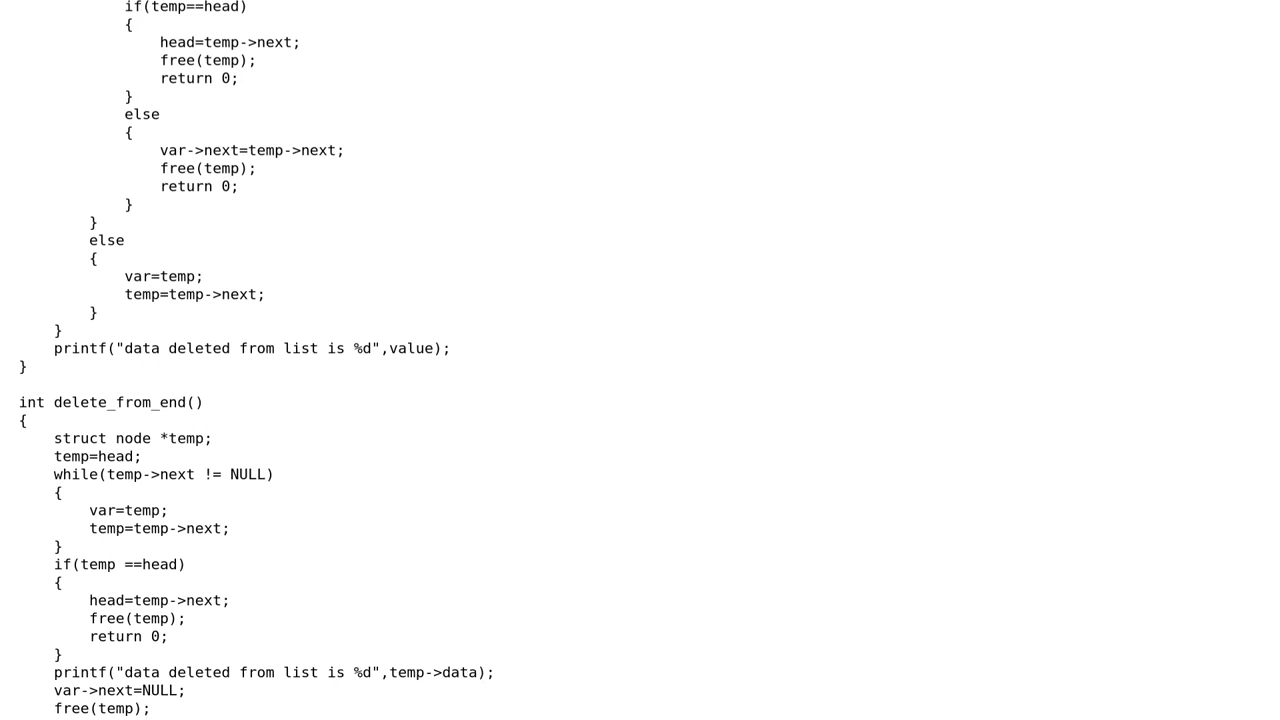 if(temp==head)
            {
                head=temp->next;
                free(temp);
                return 0;
            }
            else
            {
                var->next=temp->next;
                free(temp);
                return 0;
            }
        }
        else
        {
            var=temp;
            temp=temp->next;
        }
    }
    printf("data deleted from list is %d",value);
}

int delete_from_end()
{
    struct node *temp;
    temp=head;
    while(temp->next != NULL)
    {
        var=temp;
        temp=temp->next;
    }
    if(temp ==head)
    {
        head=temp->next;
        free(temp);
        return 0;
    }
    printf("data deleted from list is %d",temp->data);
    var->next=NULL;
    free(temp);